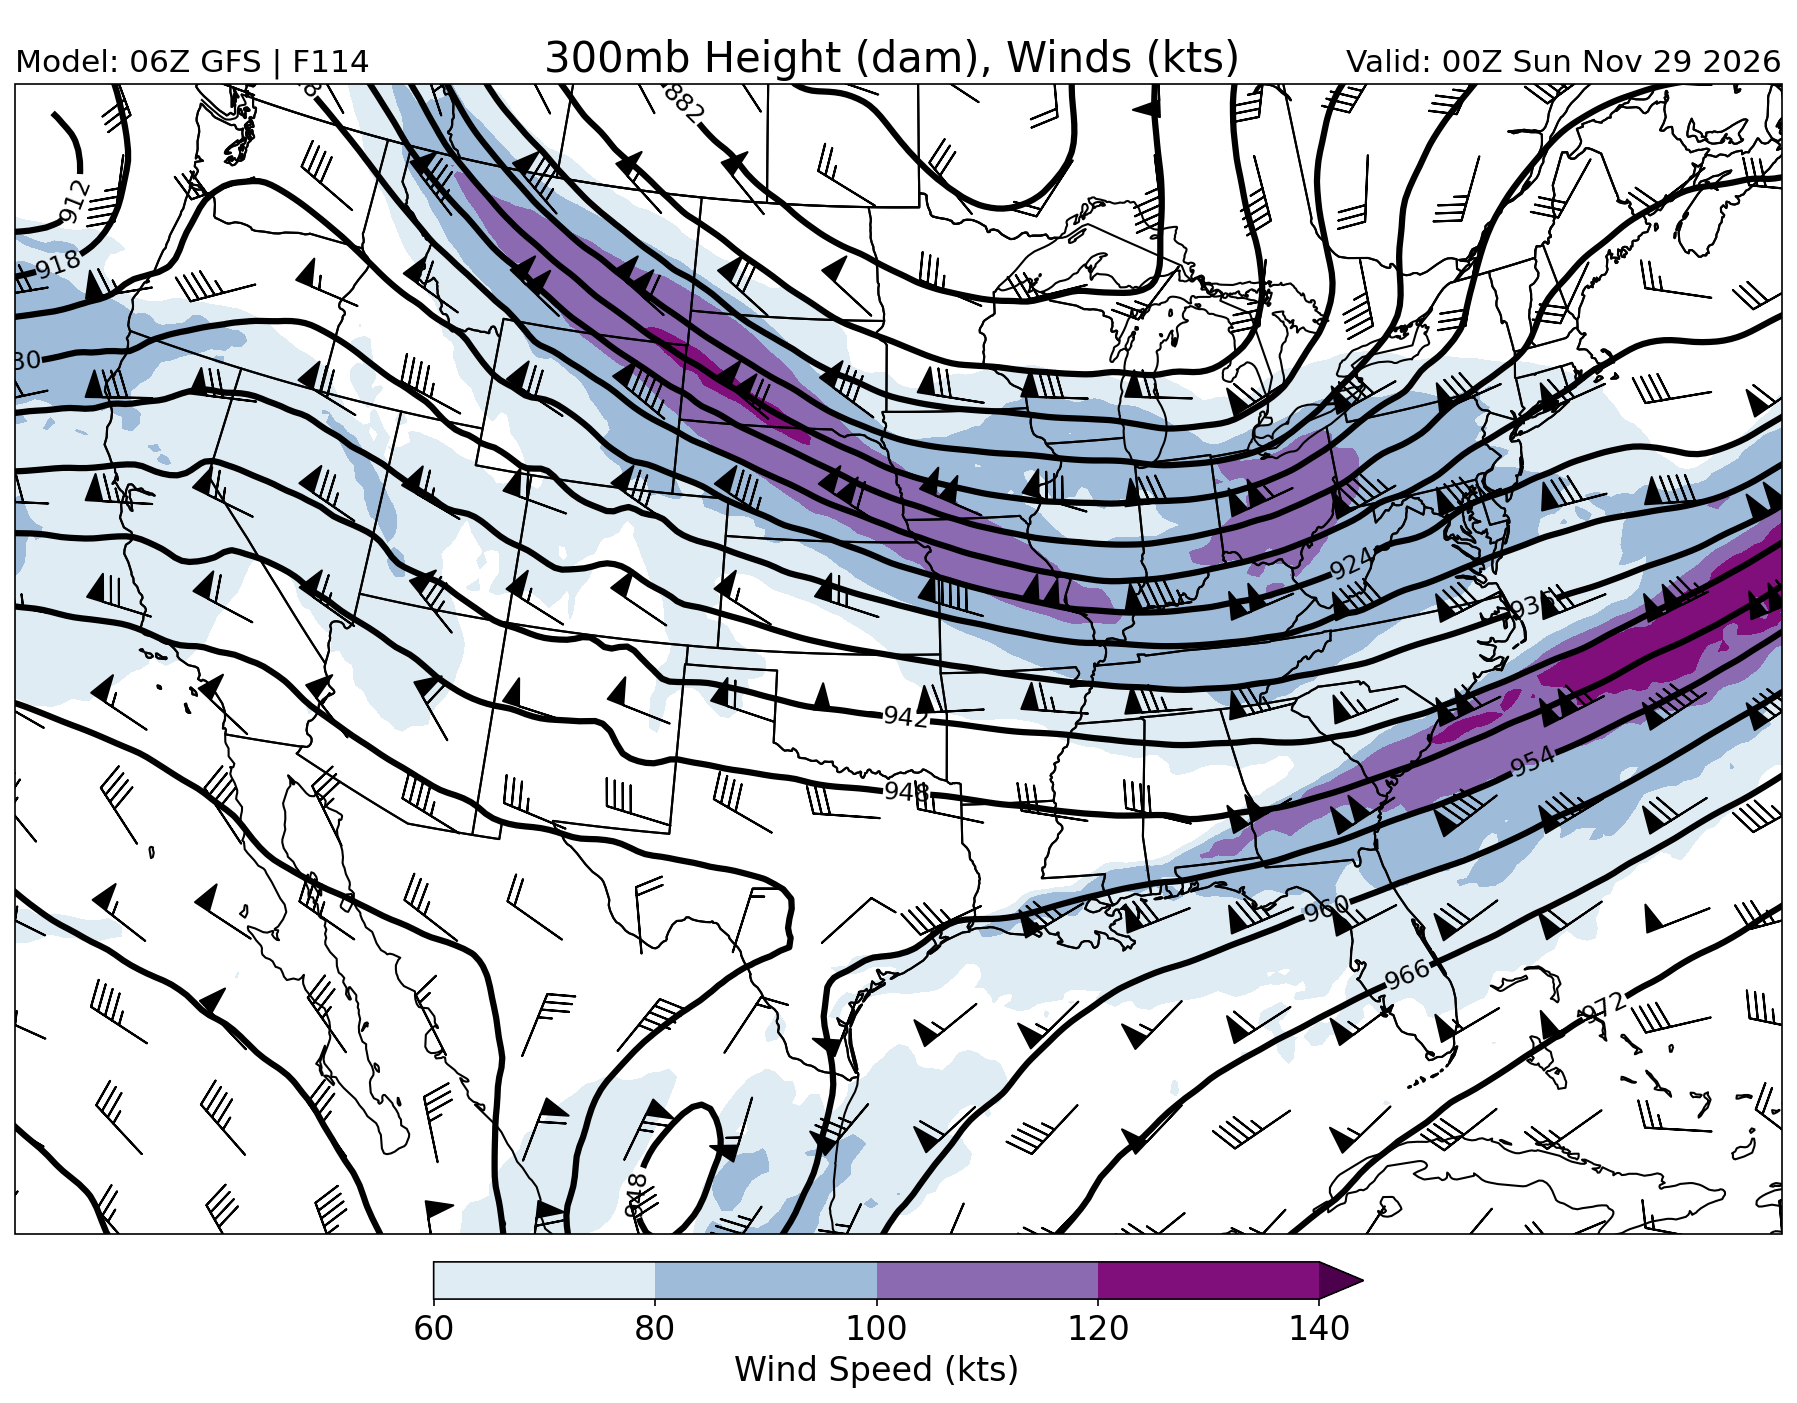 Model: 06Z GFS | F114
300mb Height (dam), Winds (kts)
Valid: 00Z Sun Nov 29 2026
882
912
918
924
942
948
954
960
966
972
948
60 80 100 120 140
Wind Speed (kts)